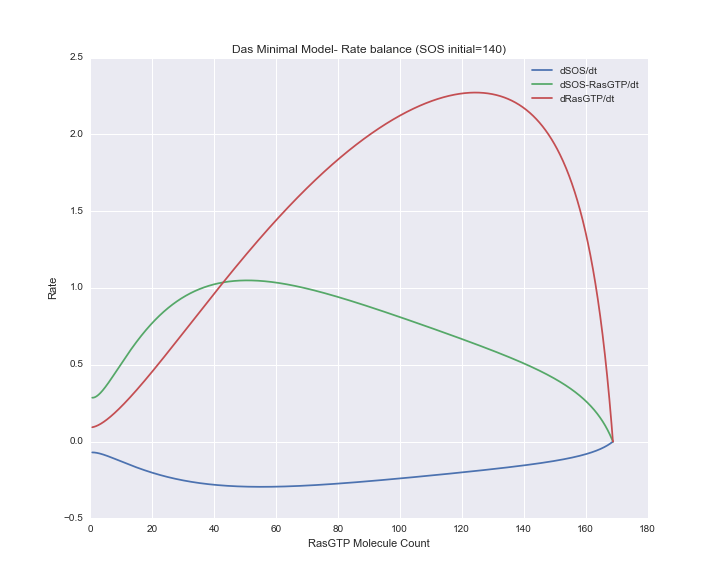 Das Minimal Model- Rate balance (SOS initial=140)
dSOS/dt
dSOS-RasGTP/dt
dRasGTP/dt
2.5
2.0
1.5
1.0
0.5
0.0
−0.5
Rate
0 20 40 60 80 100 120 140 160 180
RasGTP Molecule Count